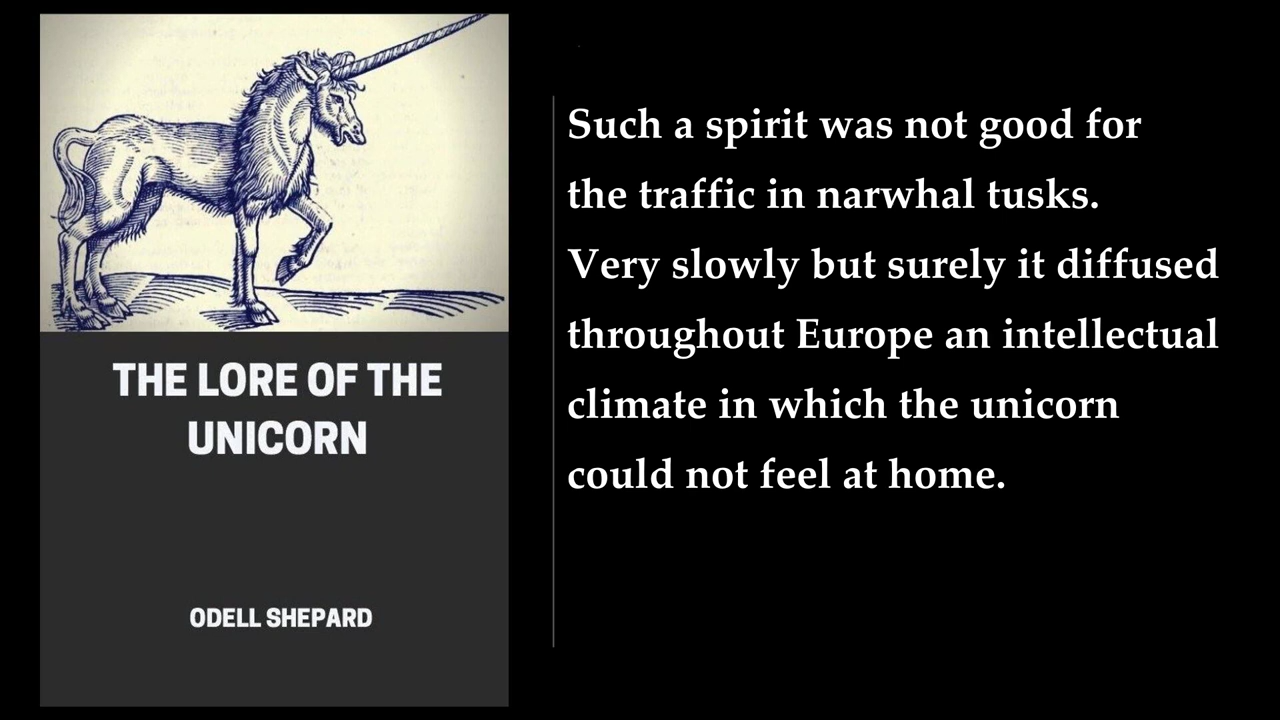 THE LORE OF THE
UNICORN
ODELL SHEPARD
Such a spirit was not good for
the traffic in narwhal tusks.
Very slowly but surely it diffused
throughout Europe an intellectual
climate in which the unicorn
could not feel at home.